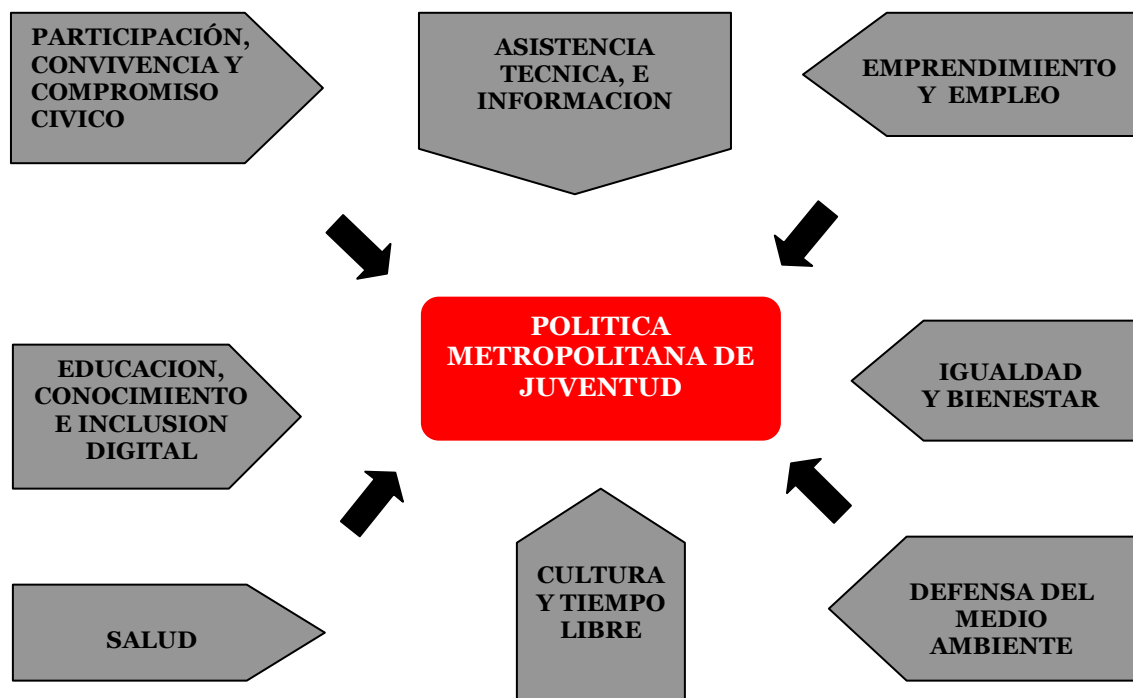 PARTICIPACIÓN,
CONVIVENCIA Y
COMPROMISO
CIVICO
ASISTENCIA
TECNICA, E
INFORMACION
EMPRENDIMIENTO
Y EMPLEO
POLITICA
METROPOLITANA DE
JUVENTUD
EDUCACION,
CONOCIMIENTO
E INCLUSION
DIGITAL
IGUALDAD
Y BIENESTAR
SALUD
CULTURA
Y TIEMPO
LIBRE
DEFENSA DEL
MEDIO
AMBIENTE